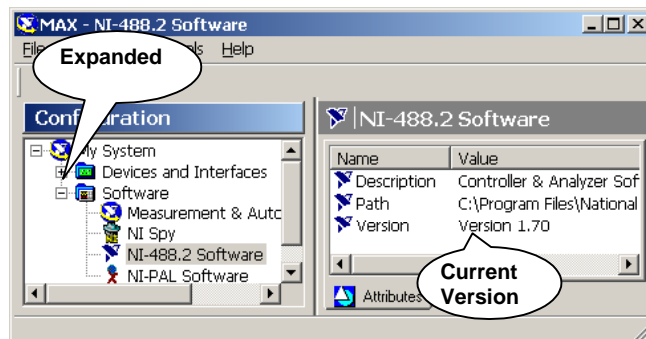 MAX - NI-488.2 Software
Help
Expanded
Configuration
My System
Devices and Interfaces
Software
Measurement & Autc
NI Spy
NI-488.2 Software
NI-PAL Software
NI-488.2 Software
Name Value
Description Controller & Analyzer Sof
Path C:\Program Files\National
Version Version 1.70
Current
Version
Attributes